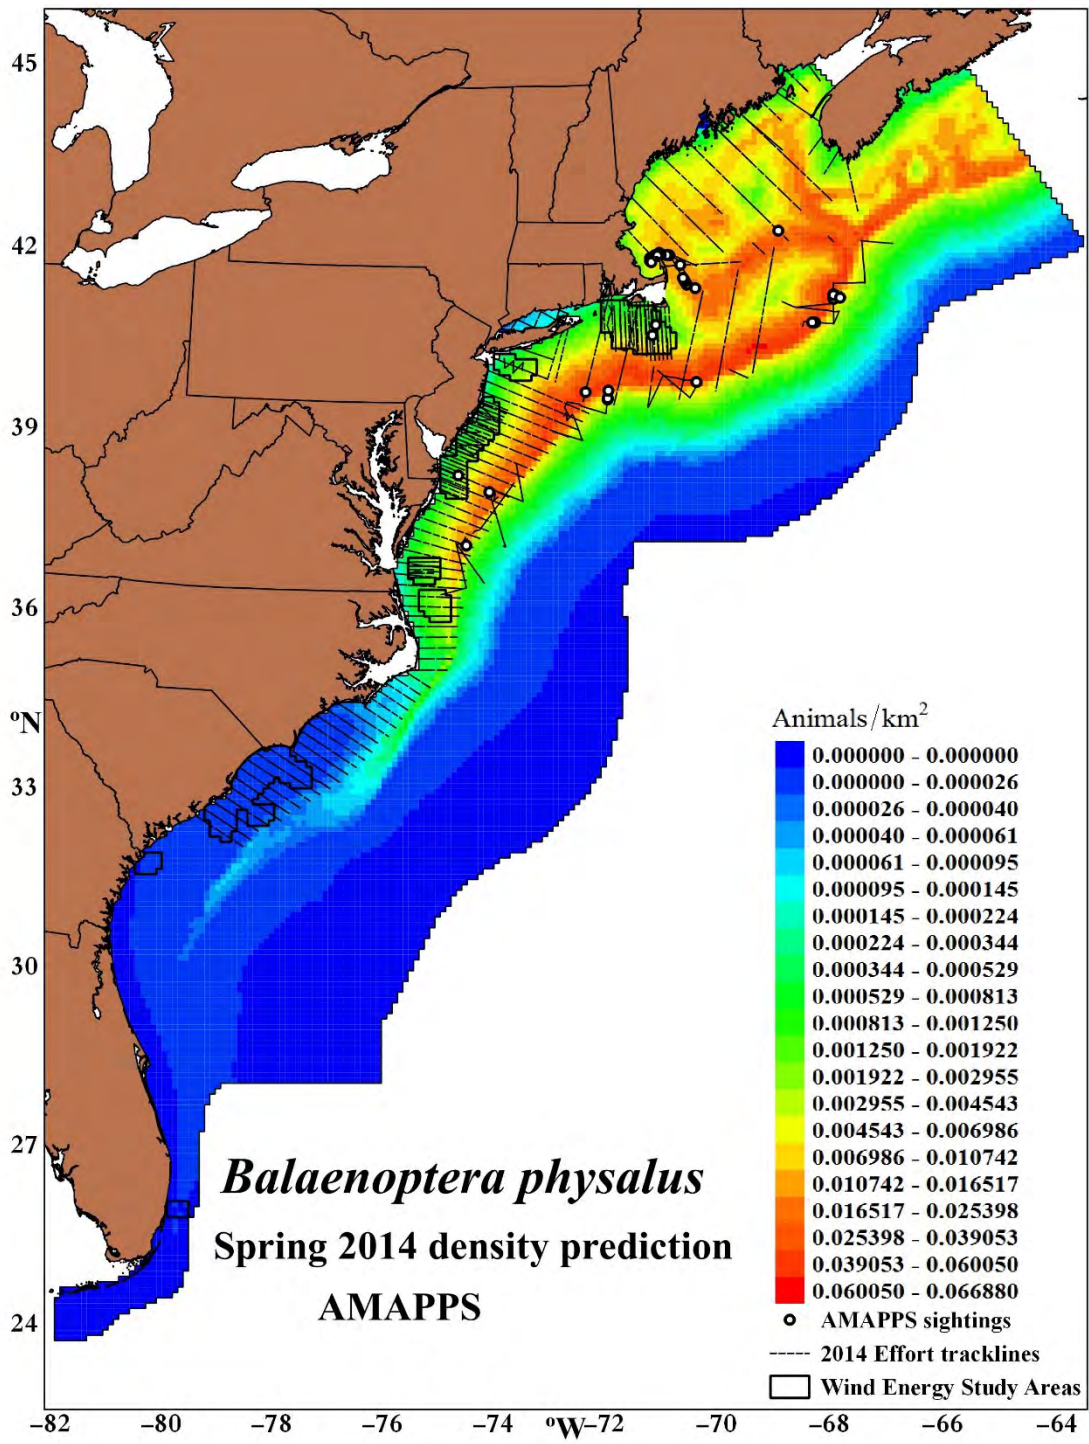 45
42
39
36
ºN
33
30
27
24
Animals/km²
0.000000 - 0.000000
0.000000 - 0.000026
0.000026 - 0.000040
0.000040 - 0.000061
0.000061 - 0.000095
0.000095 - 0.000145
0.000145 - 0.000224
0.000224 - 0.000344
0.000344 - 0.000529
0.000529 - 0.000813
0.000813 - 0.001250
0.001250 - 0.001922
0.001922 - 0.002955
0.002955 - 0.004543
0.004543 - 0.006986
0.006986 - 0.010742
0.010742 - 0.016517
0.016517 - 0.025398
0.025398 - 0.039053
0.039053 - 0.060050
0.060050 - 0.066880
AMAPPS sightings
2014 Effort tracklines
Wind Energy Study Areas
Balaenoptera physalus
Spring 2014 density prediction
AMAPPS
−82 −80 −78 −76 −74 ºW −72 −70 −68 −66 −64